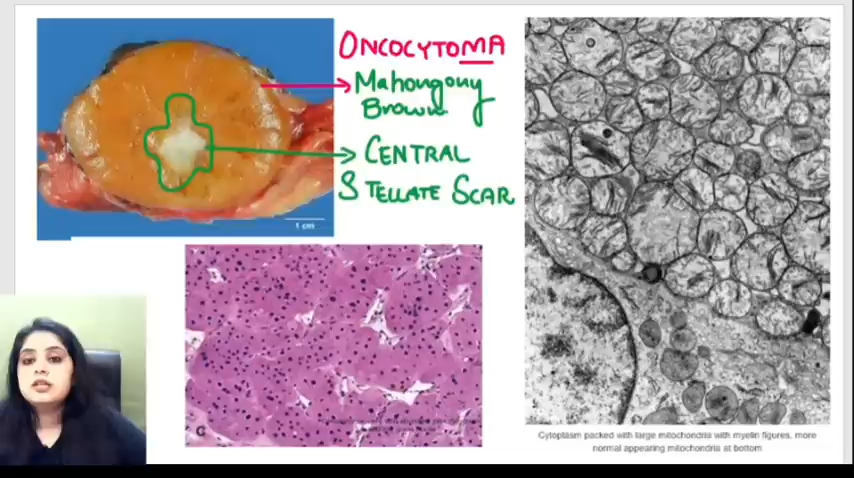 ONCOCYTOMA
Mahongony
Brown
CENTRAL
STELLATE SCAR
1 cm
C
Cytoplasm packed with large mitochondria with myelin figures, more
normal appearing mitochondria at bottom